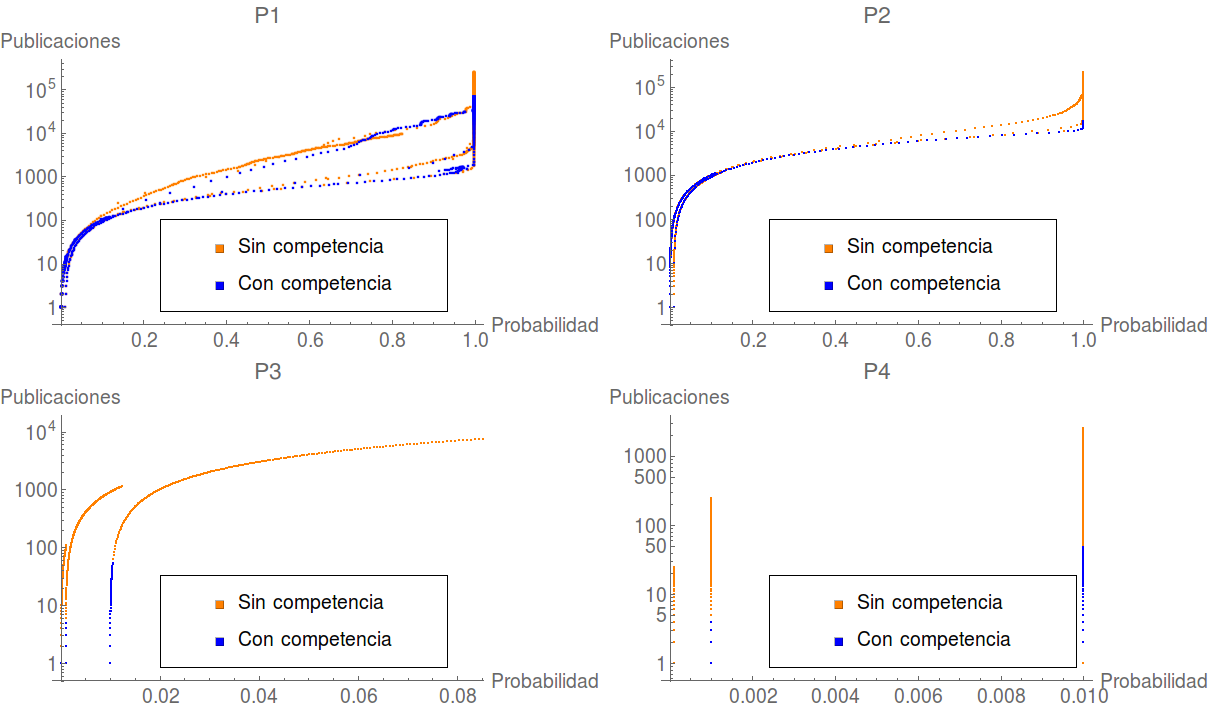 P1
Publicaciones
10^5
10^4
1000
100
10
1
Sin competencia
Con competencia
0.2 0.4 0.6 0.8 1.0
Probabilidad
P2
Publicaciones
10^5
10^4
1000
100
10
1
Sin competencia
Con competencia
0.2 0.4 0.6 0.8 1.0
Probabilidad
P3
Publicaciones
10^4
1000
100
10
1
Sin competencia
Con competencia
0.02 0.04 0.06 0.08
Probabilidad
P4
Publicaciones
1000
500
100
50
10
5
1
Sin competencia
Con competencia
0.002 0.004 0.006 0.008 0.010
Probabilidad